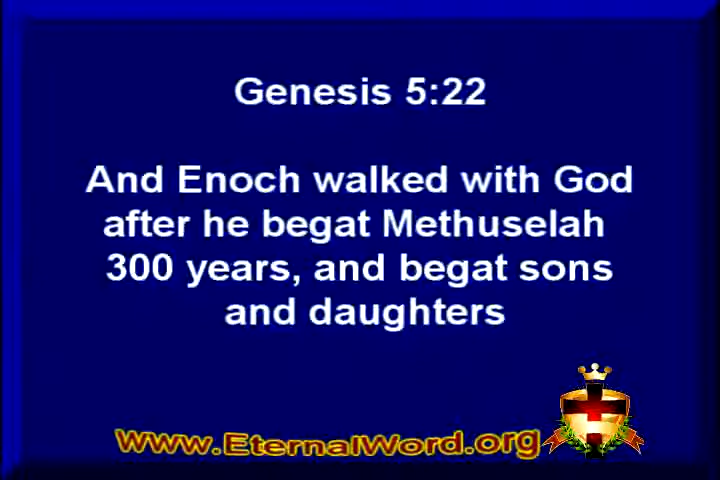 Genesis 5:22
And Enoch walked with God
after he begat Methuselah
300 years, and begat sons
and daughters
www.EternalWord.org